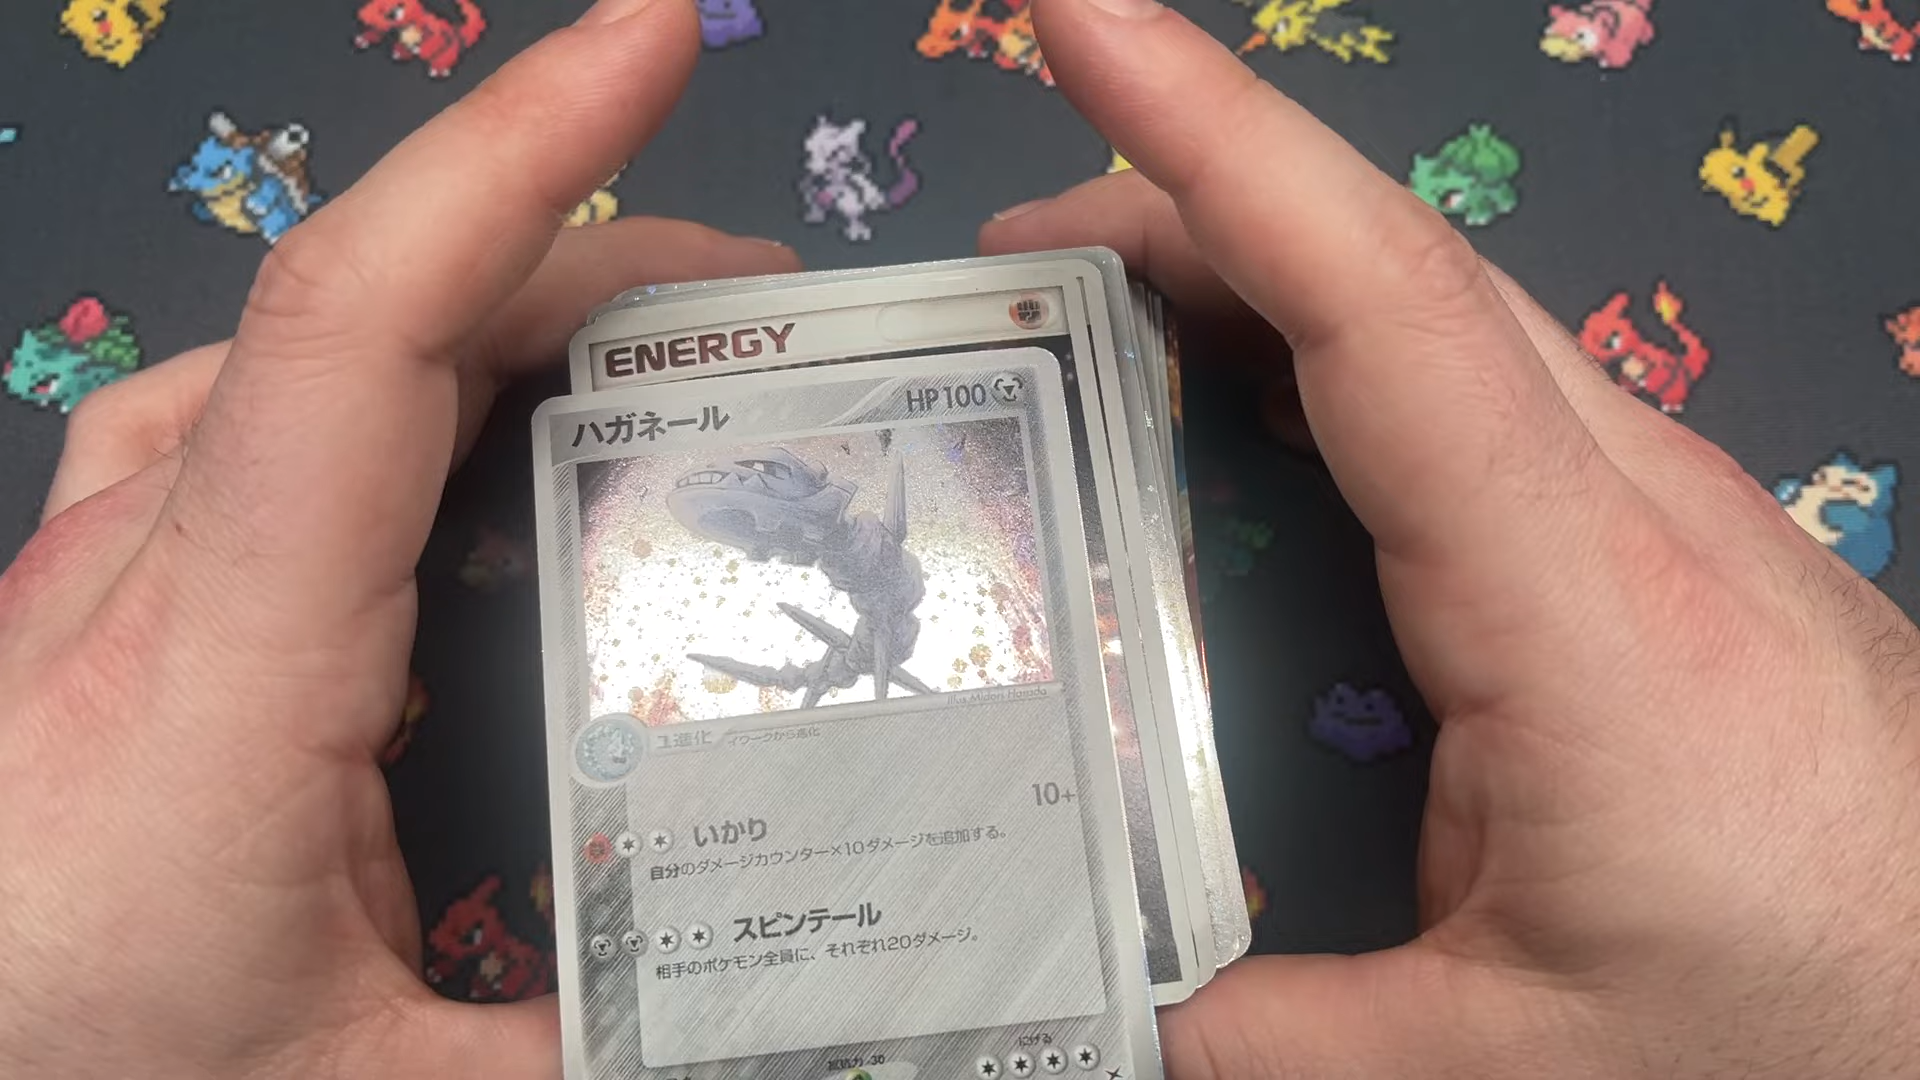 ENERGY
ハガネール HP100
Illus. Midori Harada
1進化 イワークから進化
いかり 10+
自分のダメージカウンター×10ダメージを追加する。
スピンテール
相手のポケモン全員に、それぞれ20ダメージ。
にげる
抵抗力 -30